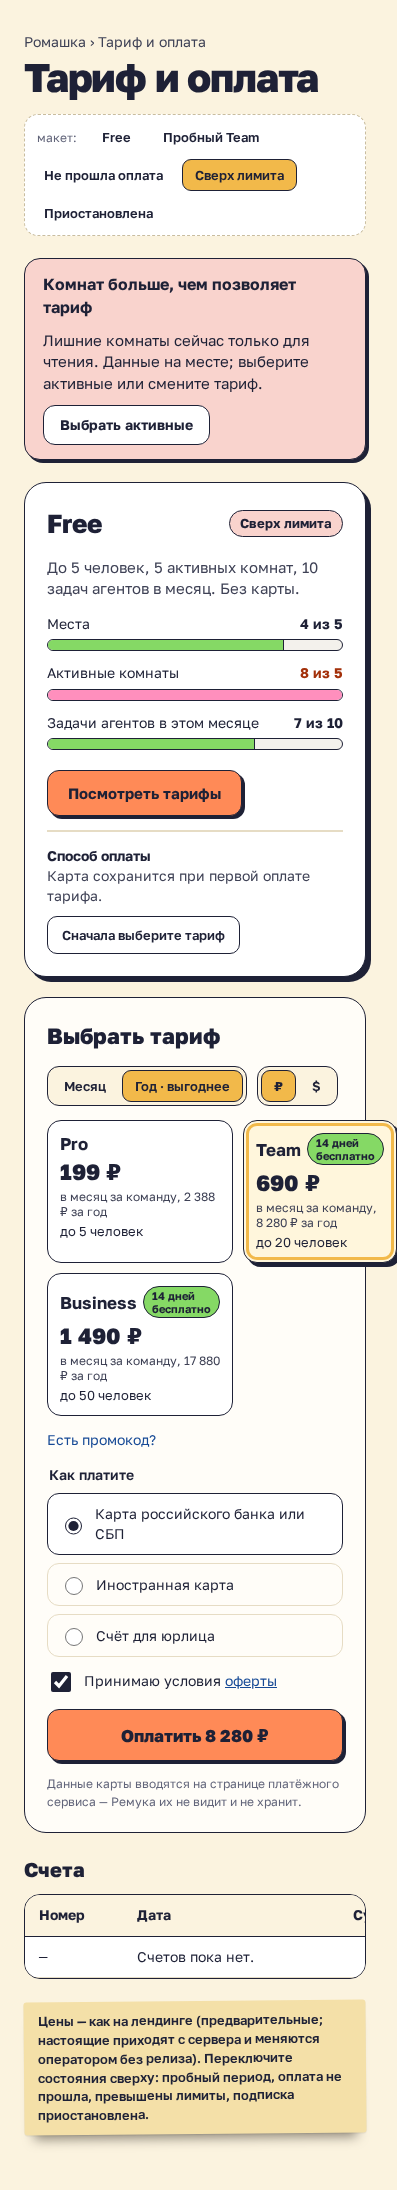 Ромашка › Тариф и оплата
Тариф и оплата
макет: Free Пробный Team
Не прошла оплата Сверх лимита
Приостановлена
Комнат больше, чем позволяет
тариф
Лишние комнаты сейчас только для
чтения. Данные на месте; выберите
активные или смените тариф.
Выбрать активные
Free Сверх лимита
До 5 человек, 5 активных комнат, 10
задач агентов в месяц. Без карты.
Места 4 из 5
Активные комнаты 8 из 5
Задачи агентов в этом месяце 7 из 10
Посмотреть тарифы
Способ оплаты
Карта сохранится при первой оплате
тарифа.
Сначала выберите тариф
Выбрать тариф
Месяц Год · выгоднее ₽ $
Pro
199 ₽
в месяц за команду, 2 388
₽ за год
до 5 человек
Team 14 дней
бесплатно
690 ₽
в месяц за команду,
8 280 ₽ за год
до 20 человек
Business 14 дней
бесплатно
1 490 ₽
в месяц за команду, 17 880
₽ за год
до 50 человек
Есть промокод?
Как платите
Карта российского банка или
СБП
Иностранная карта
Счёт для юрлица
Принимаю условия оферты
Оплатить 8 280 ₽
Данные карты вводятся на странице платёжного
сервиса — Ремука их не видит и не хранит.
Счета
Номер Дата
— Счетов пока нет.
Цены — как на лендинге (предварительные;
настоящие приходят с сервера и меняются
оператором без релиза). Переключите
состояния сверху: пробный период, оплата не
прошла, превышены лимиты, подписка
приостановлена.